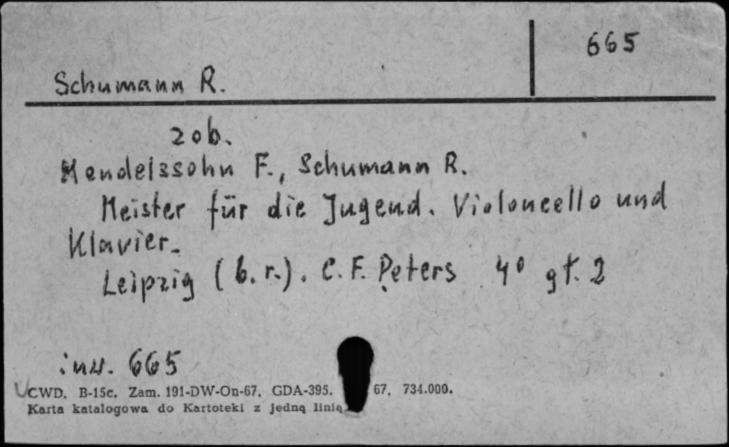 665
Schumann R.
zob.
Mendelssohn F., Schumann R.
Meister für die Jugend. Violoncello und
Klavier.
Leipzig (b.r.). C. F. Peters 4° gt. 2
inw. 665
CWD. B-15c. Zam. 191-DW-On-67. GDA-395. 67. 734.000.
Karta katalogowa do Kartoteki z jedną linią